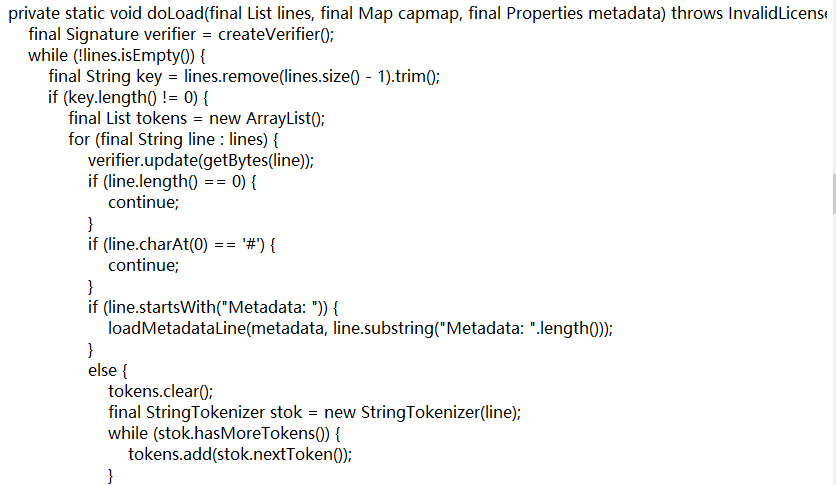 private static void doLoad(final List lines, final Map capmap, final Properties metadata) throws InvalidLicense
final Signature verifier = createVerifier();
while (!lines.isEmpty()) {
final String key = lines.remove(lines.size() - 1).trim();
if (key.length() != 0) {
final List tokens = new ArrayList();
for (final String line : lines) {
verifier.update(getBytes(line));
if (line.length() == 0) {
continue;
}
if (line.charAt(0) == '#') {
continue;
}
if (line.startsWith("Metadata: ")) {
loadMetadataLine(metadata, line.substring("Metadata: ".length()));
}
else {
tokens.clear();
final StringTokenizer stok = new StringTokenizer(line);
while (stok.hasMoreTokens()) {
tokens.add(stok.nextToken());
}